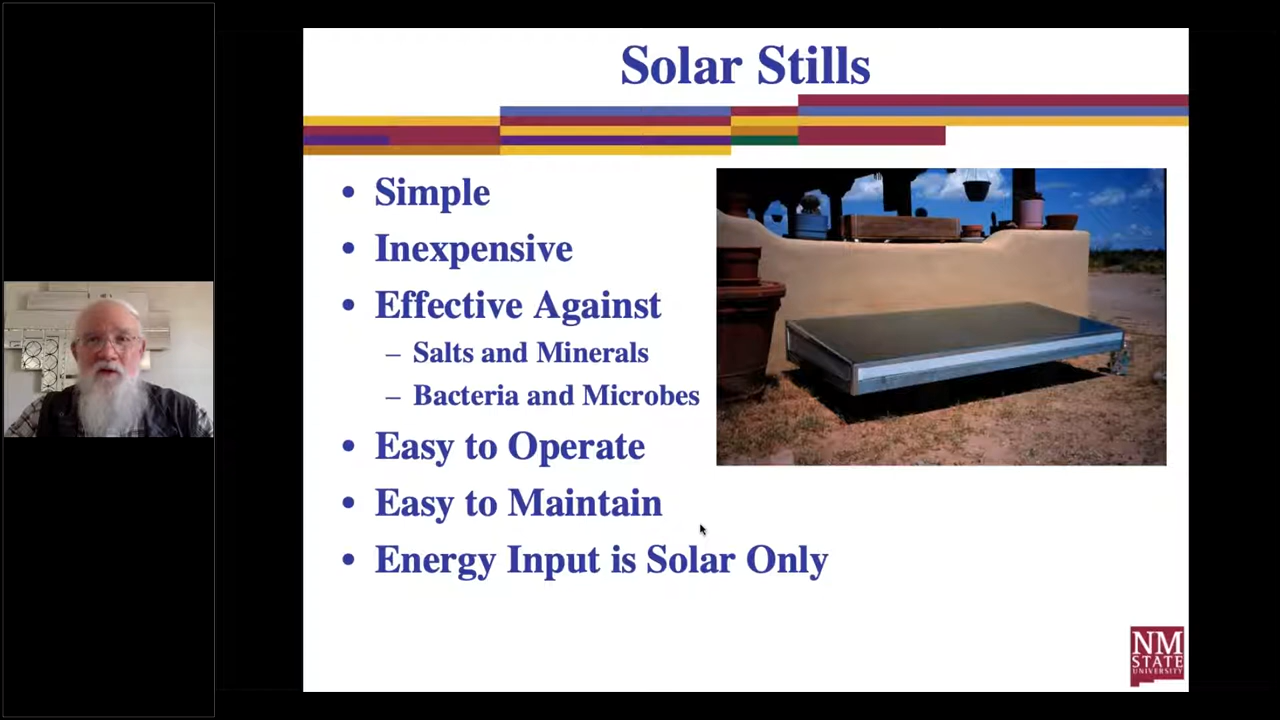 Solar Stills
• Simple
• Inexpensive
• Effective Against
– Salts and Minerals
– Bacteria and Microbes
• Easy to Operate
• Easy to Maintain
• Energy Input is Solar Only
NM
STATE
UNIVERSITY